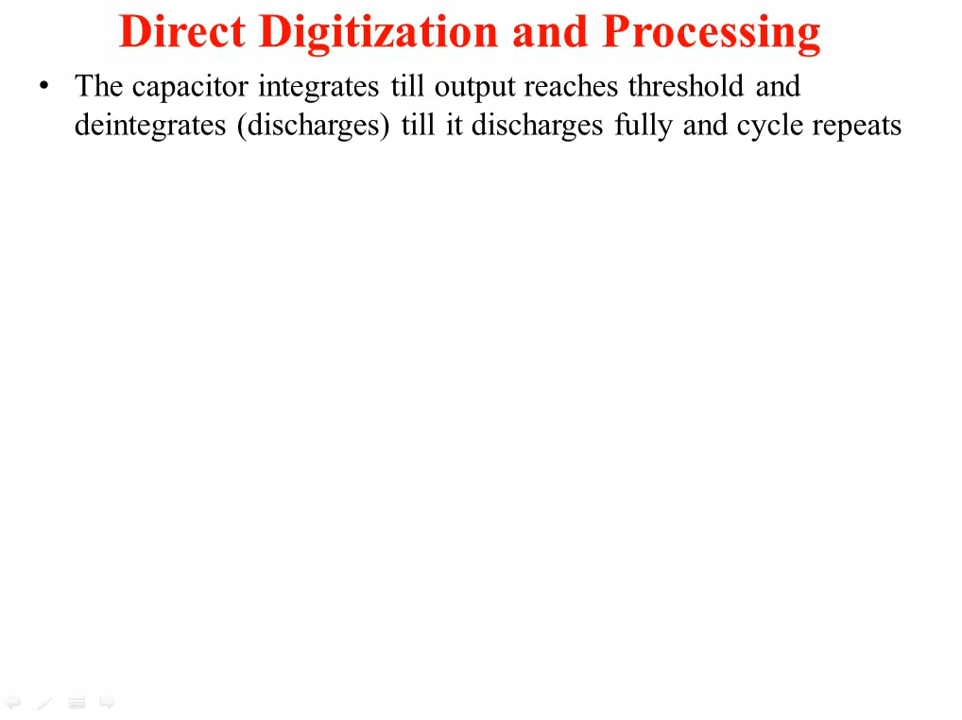 Direct Digitization and Processing
• The capacitor integrates till output reaches threshold and
deintegrates (discharges) till it discharges fully and cycle repeats